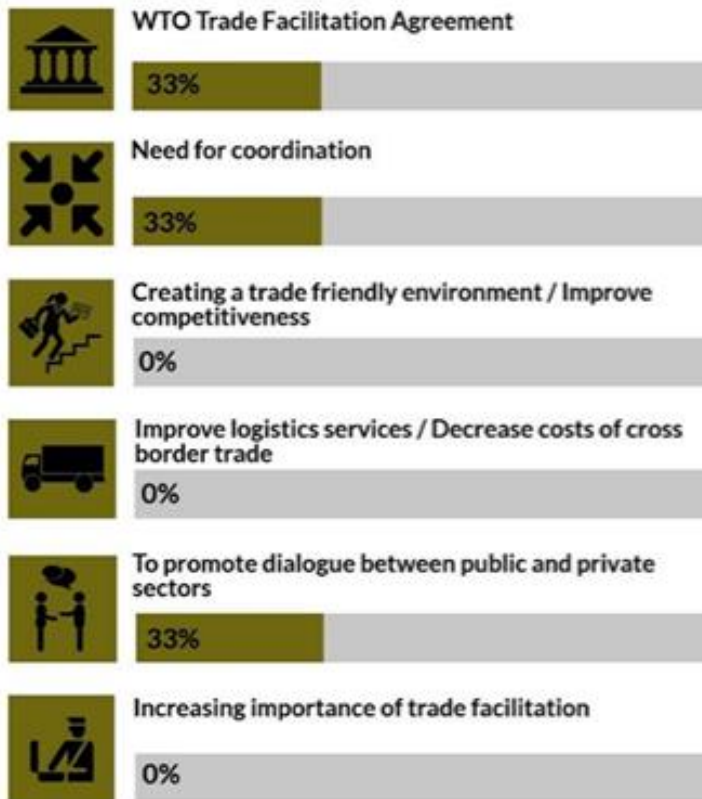 WTO Trade Facilitation Agreement
33%
Need for coordination
33%
Creating a trade friendly environment / Improve
competitiveness
0%
Improve logistics services / Decrease costs of cross
border trade
0%
To promote dialogue between public and private
sectors
33%
Increasing importance of trade facilitation
0%